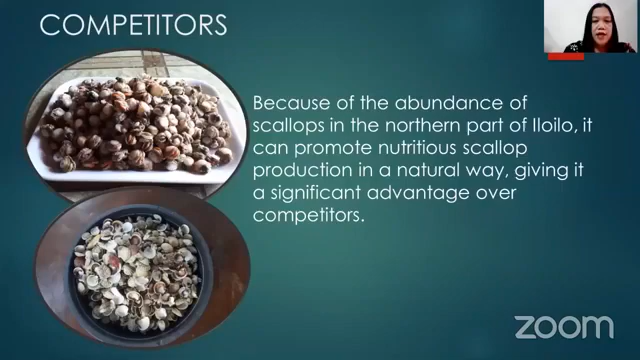 COMPETITORS
Because of the abundance of
scallops in the northern part of Iloilo, it
can promote nutritious scallop
production in a natural way, giving it
a significant advantage over
competitors.
zoom